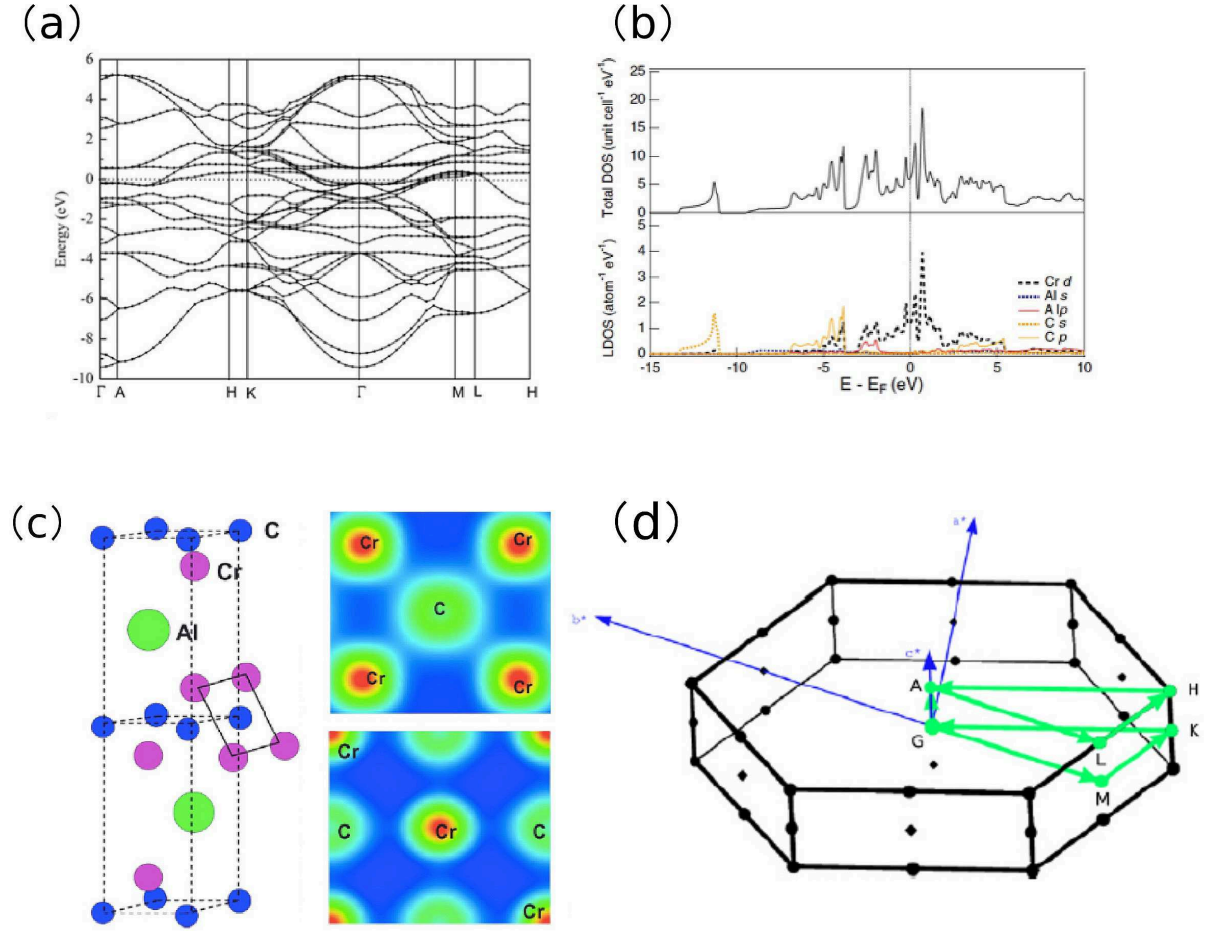 (a)
6
4
2
0
-2
-4
-6
-8
-10
Energy (eV)
Γ A H K Γ M L H
(b)
25
20
15
10
5
0
Total DOS (unit cell⁻¹ eV⁻¹)
5
4
3
2
1
0
LDOS (atom⁻¹ eV⁻¹)
Cr d
Al s
Al p
C s
C p
-15 -10 -5 0 5 10
E - E_F (eV)
(c)
C
Cr
Al
Cr Cr
C
Cr Cr
Cr
C Cr C
Cr
(d)
a*
b*
c*
A
H
G
K
L
M